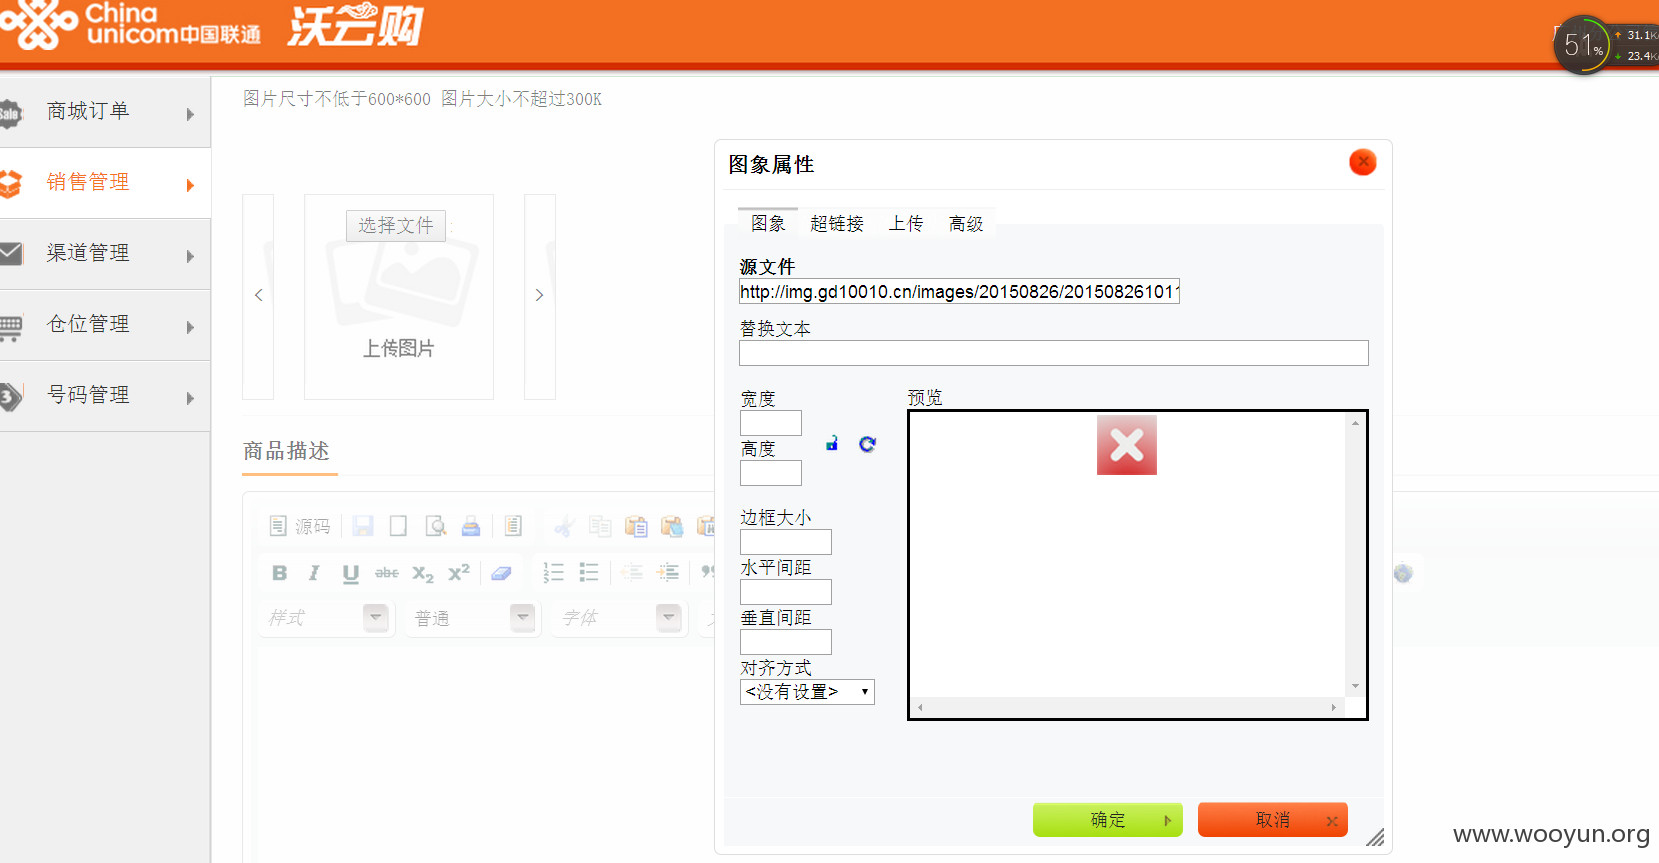 China
unicom中国联通 沃云购
51%
31.1K
23.4K
图片尺寸不低于600*600 图片大小不超过300K
商城订单
销售管理
渠道管理
仓位管理
号码管理
Sale
3
选择文件
上传图片
商品描述
源码
B I U abc X₂ X²
样式
普通
字体
图象属性
图象 超链接 上传 高级
源文件
http://img.gd10010.cn/images/20150826/201508261011
替换文本
宽度
高度
预览
边框大小
水平间距
垂直间距
对齐方式
<没有设置>
确定
取消
www.wooyun.org